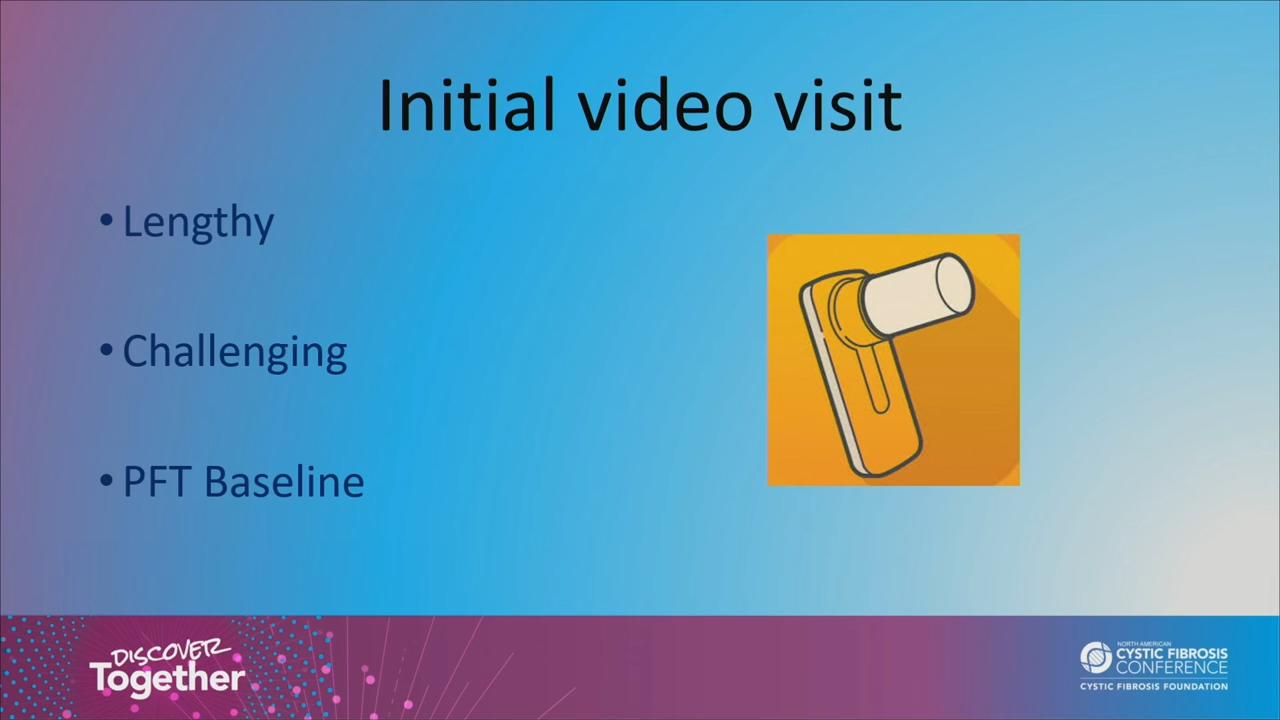 Initial video visit
• Lengthy
• Challenging
• PFT Baseline
DISCOVER
Together
NORTH AMERICAN
CYSTIC FIBROSIS
CONFERENCE
CYSTIC FIBROSIS FOUNDATION